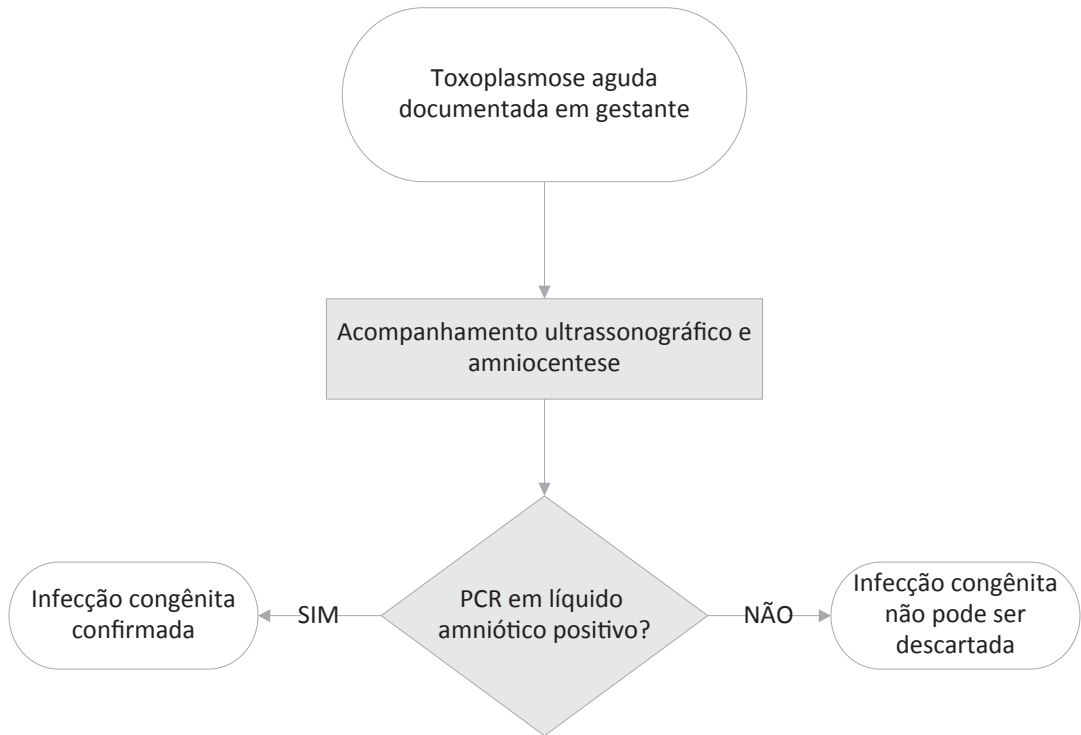 Toxoplasmose aguda
documentada em gestante
Acompanhamento ultrassonográfico e
amniocentese
PCR em líquido
amniótico positivo?
SIM
Infecção congênita
confirmada
NÃO
Infecção congênita
não pode ser
descartada